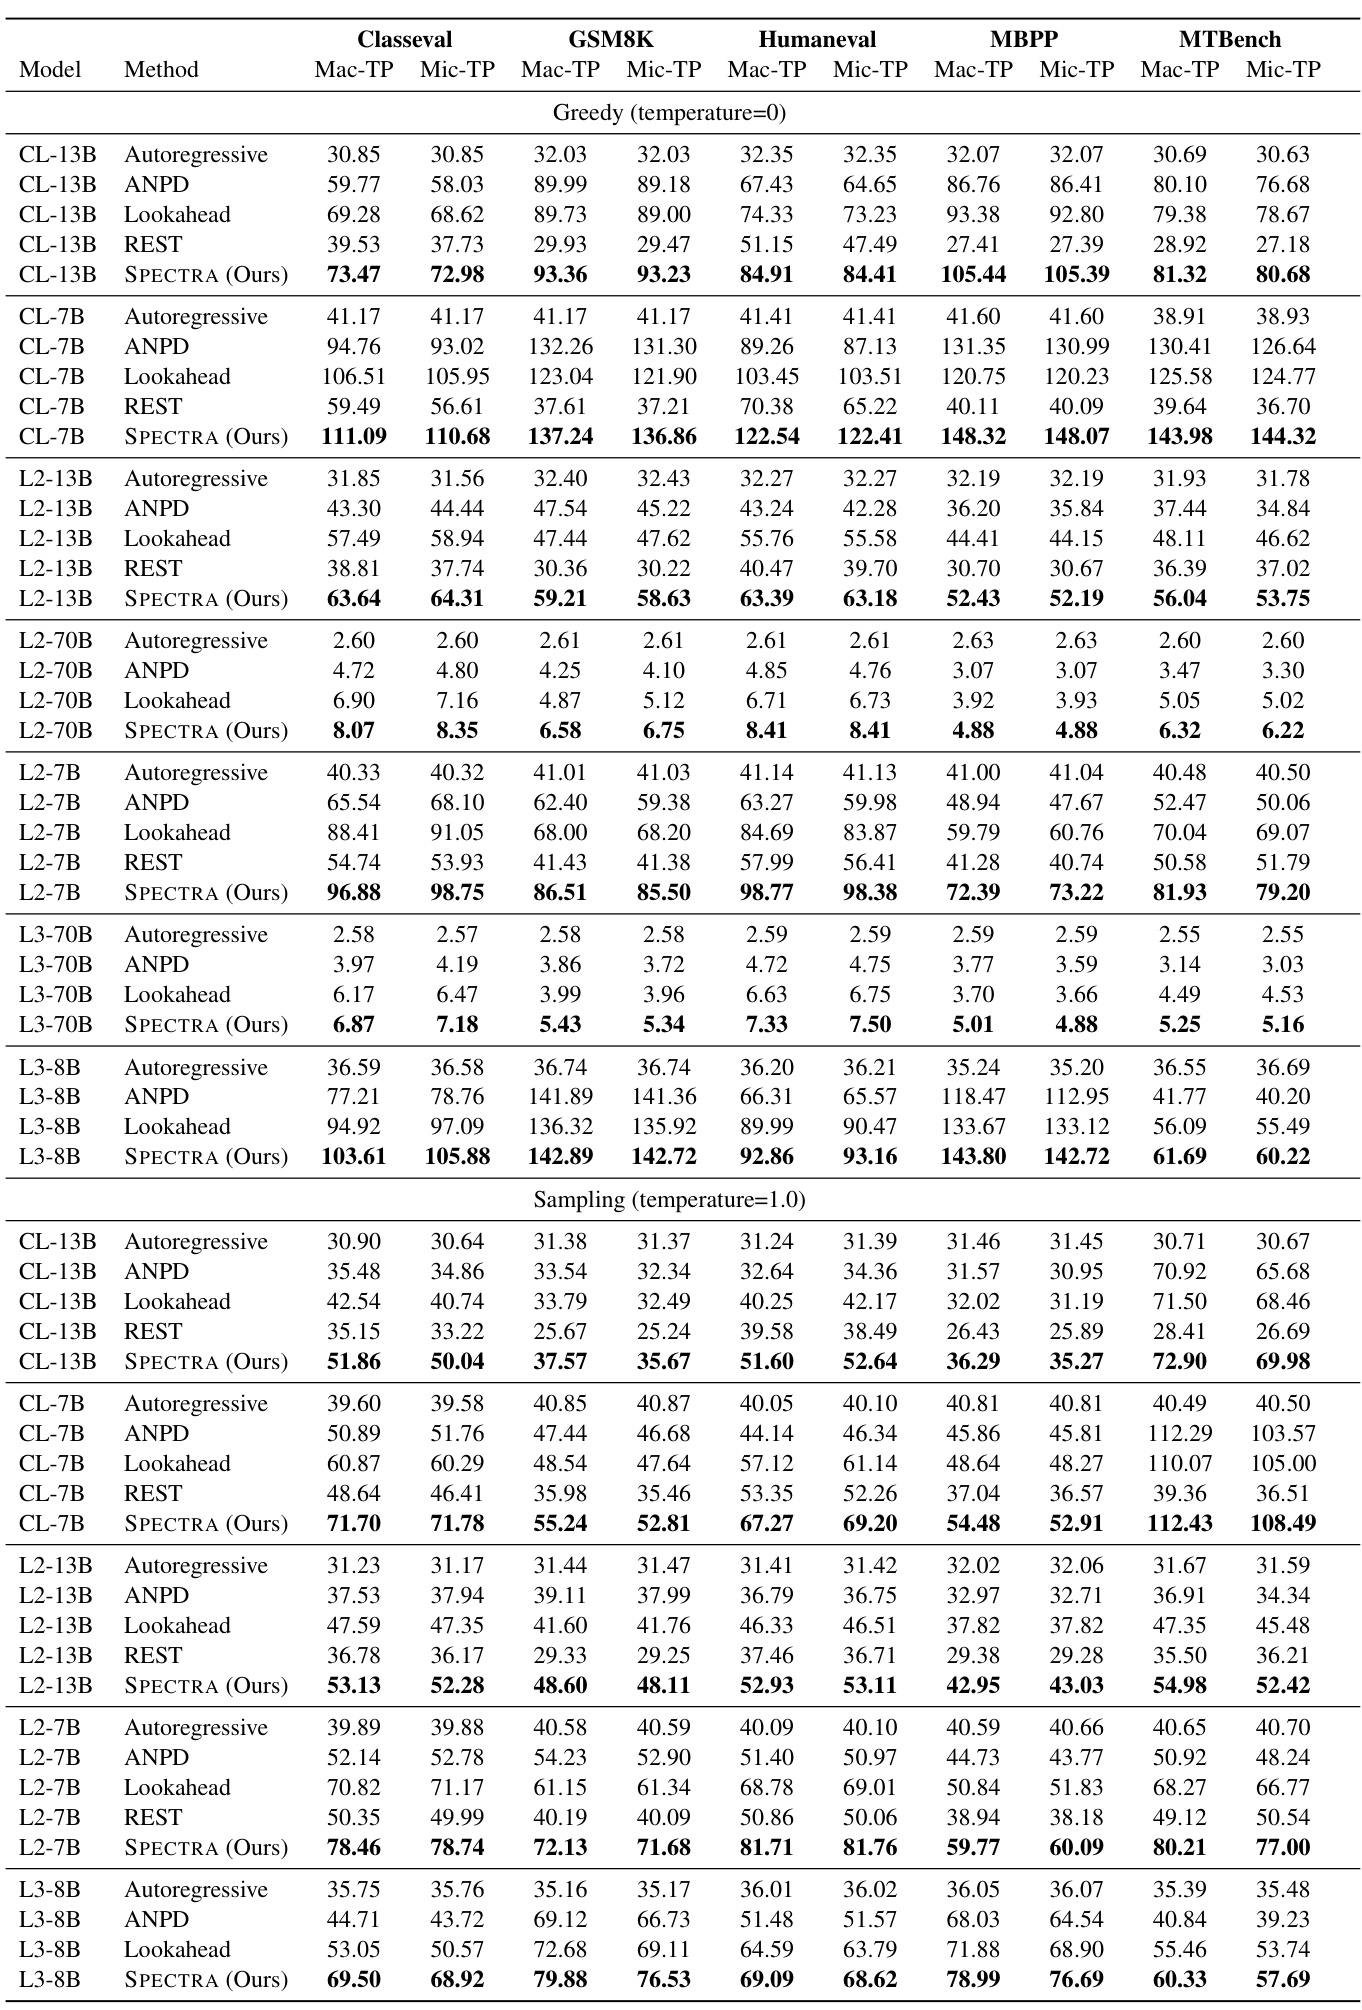 Classeval GSM8K Humaneval MBPP MTBench
Model Method Mac-TP Mic-TP Mac-TP Mic-TP Mac-TP Mic-TP Mac-TP Mic-TP Mac-TP Mic-TP
Greedy (temperature=0)
CL-13B Autoregressive 30.85 30.85 32.03 32.03 32.35 32.35 32.07 32.07 30.69 30.63
CL-13B ANPD 59.77 58.03 89.99 89.18 67.43 64.65 86.76 86.41 80.10 76.68
CL-13B Lookahead 69.28 68.62 89.73 89.00 74.33 73.23 93.38 92.80 79.38 78.67
CL-13B REST 39.53 37.73 29.93 29.47 51.15 47.49 27.41 27.39 28.92 27.18
CL-13B SPECTRA (Ours) 73.47 72.98 93.36 93.23 84.91 84.41 105.44 105.39 81.32 80.68
CL-7B Autoregressive 41.17 41.17 41.17 41.17 41.41 41.41 41.60 41.60 38.91 38.93
CL-7B ANPD 94.76 93.02 132.26 131.30 89.26 87.13 131.35 130.99 130.41 126.64
CL-7B Lookahead 106.51 105.95 123.04 121.90 103.45 103.51 120.75 120.23 125.58 124.77
CL-7B REST 59.49 56.61 37.61 37.21 70.38 65.22 40.11 40.09 39.64 36.70
CL-7B SPECTRA (Ours) 111.09 110.68 137.24 136.86 122.54 122.41 148.32 148.07 143.98 144.32
L2-13B Autoregressive 31.85 31.56 32.40 32.43 32.27 32.27 32.19 32.19 31.93 31.78
L2-13B ANPD 43.30 44.44 47.54 45.22 43.24 42.28 36.20 35.84 37.44 34.84
L2-13B Lookahead 57.49 58.94 47.44 47.62 55.76 55.58 44.41 44.15 48.11 46.62
L2-13B REST 38.81 37.74 30.36 30.22 40.47 39.70 30.70 30.67 36.39 37.02
L2-13B SPECTRA (Ours) 63.64 64.31 59.21 58.63 63.39 63.18 52.43 52.19 56.04 53.75
L2-70B Autoregressive 2.60 2.60 2.61 2.61 2.61 2.61 2.63 2.63 2.60 2.60
L2-70B ANPD 4.72 4.80 4.25 4.10 4.85 4.76 3.07 3.07 3.47 3.30
L2-70B Lookahead 6.90 7.16 4.87 5.12 6.71 6.73 3.92 3.93 5.05 5.02
L2-70B SPECTRA (Ours) 8.07 8.35 6.58 6.75 8.41 8.41 4.88 4.88 6.32 6.22
L2-7B Autoregressive 40.33 40.32 41.01 41.03 41.14 41.13 41.00 41.04 40.48 40.50
L2-7B ANPD 65.54 68.10 62.40 59.38 63.27 59.98 48.94 47.67 52.47 50.06
L2-7B Lookahead 88.41 91.05 68.00 68.20 84.69 83.87 59.79 60.76 70.04 69.07
L2-7B REST 54.74 53.93 41.43 41.38 57.99 56.41 41.28 40.74 50.58 51.79
L2-7B SPECTRA (Ours) 96.88 98.75 86.51 85.50 98.77 98.38 72.39 73.22 81.93 79.20
L3-70B Autoregressive 2.58 2.57 2.58 2.58 2.59 2.59 2.59 2.59 2.55 2.55
L3-70B ANPD 3.97 4.19 3.86 3.72 4.72 4.75 3.77 3.59 3.14 3.03
L3-70B Lookahead 6.17 6.47 3.99 3.96 6.63 6.75 3.70 3.66 4.49 4.53
L3-70B SPECTRA (Ours) 6.87 7.18 5.43 5.34 7.33 7.50 5.01 4.88 5.25 5.16
L3-8B Autoregressive 36.59 36.58 36.74 36.74 36.20 36.21 35.24 35.20 36.55 36.69
L3-8B ANPD 77.21 78.76 141.89 141.36 66.31 65.57 118.47 112.95 41.77 40.20
L3-8B Lookahead 94.92 97.09 136.32 135.92 89.99 90.47 133.67 133.12 56.09 55.49
L3-8B SPECTRA (Ours) 103.61 105.88 142.89 142.72 92.86 93.16 143.80 142.72 61.69 60.22
Sampling (temperature=1.0)
CL-13B Autoregressive 30.90 30.64 31.38 31.37 31.24 31.39 31.46 31.45 30.71 30.67
CL-13B ANPD 35.48 34.86 33.54 32.34 32.64 34.36 31.57 30.95 70.92 65.68
CL-13B Lookahead 42.54 40.74 33.79 32.49 40.25 42.17 32.02 31.19 71.50 68.46
CL-13B REST 35.15 33.22 25.67 25.24 39.58 38.49 26.43 25.89 28.41 26.69
CL-13B SPECTRA (Ours) 51.86 50.04 37.57 35.67 51.60 52.64 36.29 35.27 72.90 69.98
CL-7B Autoregressive 39.60 39.58 40.85 40.87 40.05 40.10 40.81 40.81 40.49 40.50
CL-7B ANPD 50.89 51.76 47.44 46.68 44.14 46.34 45.86 45.81 112.29 103.57
CL-7B Lookahead 60.87 60.29 48.54 47.64 57.12 61.14 48.64 48.27 110.07 105.00
CL-7B REST 48.64 46.41 35.98 35.46 53.35 52.26 37.04 36.57 39.36 36.51
CL-7B SPECTRA (Ours) 71.70 71.78 55.24 52.81 67.27 69.20 54.48 52.91 112.43 108.49
L2-13B Autoregressive 31.23 31.17 31.44 31.47 31.41 31.42 32.02 32.06 31.67 31.59
L2-13B ANPD 37.53 37.94 39.11 37.99 36.79 36.75 32.97 32.71 36.91 34.34
L2-13B Lookahead 47.59 47.35 41.60 41.76 46.33 46.51 37.82 37.82 47.35 45.48
L2-13B REST 36.78 36.17 29.33 29.25 37.46 36.71 29.38 29.28 35.50 36.21
L2-13B SPECTRA (Ours) 53.13 52.28 48.60 48.11 52.93 53.11 42.95 43.03 54.98 52.42
L2-7B Autoregressive 39.89 39.88 40.58 40.59 40.09 40.10 40.59 40.66 40.65 40.70
L2-7B ANPD 52.14 52.78 54.23 52.90 51.40 50.97 44.73 43.77 50.92 48.24
L2-7B Lookahead 70.82 71.17 61.15 61.34 68.78 69.01 50.84 51.83 68.27 66.77
L2-7B REST 50.35 49.99 40.19 40.09 50.86 50.06 38.94 38.18 49.12 50.54
L2-7B SPECTRA (Ours) 78.46 78.74 72.13 71.68 81.71 81.76 59.77 60.09 80.21 77.00
L3-8B Autoregressive 35.75 35.76 35.16 35.17 36.01 36.02 36.05 36.07 35.39 35.48
L3-8B ANPD 44.71 43.72 69.12 66.73 51.48 51.57 68.03 64.54 40.84 39.23
L3-8B Lookahead 53.05 50.57 72.68 69.11 64.59 63.79 71.88 68.90 55.46 53.74
L3-8B SPECTRA (Ours) 69.50 68.92 79.88 76.53 69.09 68.62 78.99 76.69 60.33 57.69